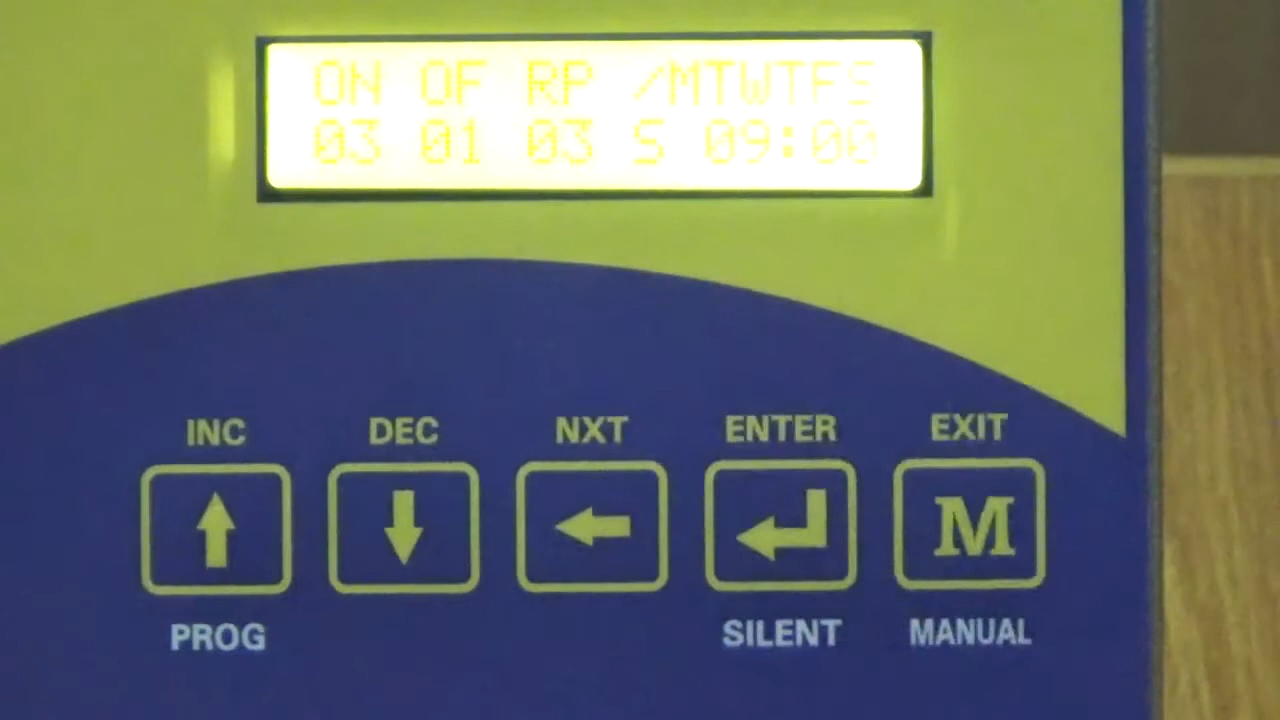 ON OF RP /MTWTFS
03 01 03 S 09:00
INC DEC NXT ENTER EXIT
M
PROG SILENT MANUAL